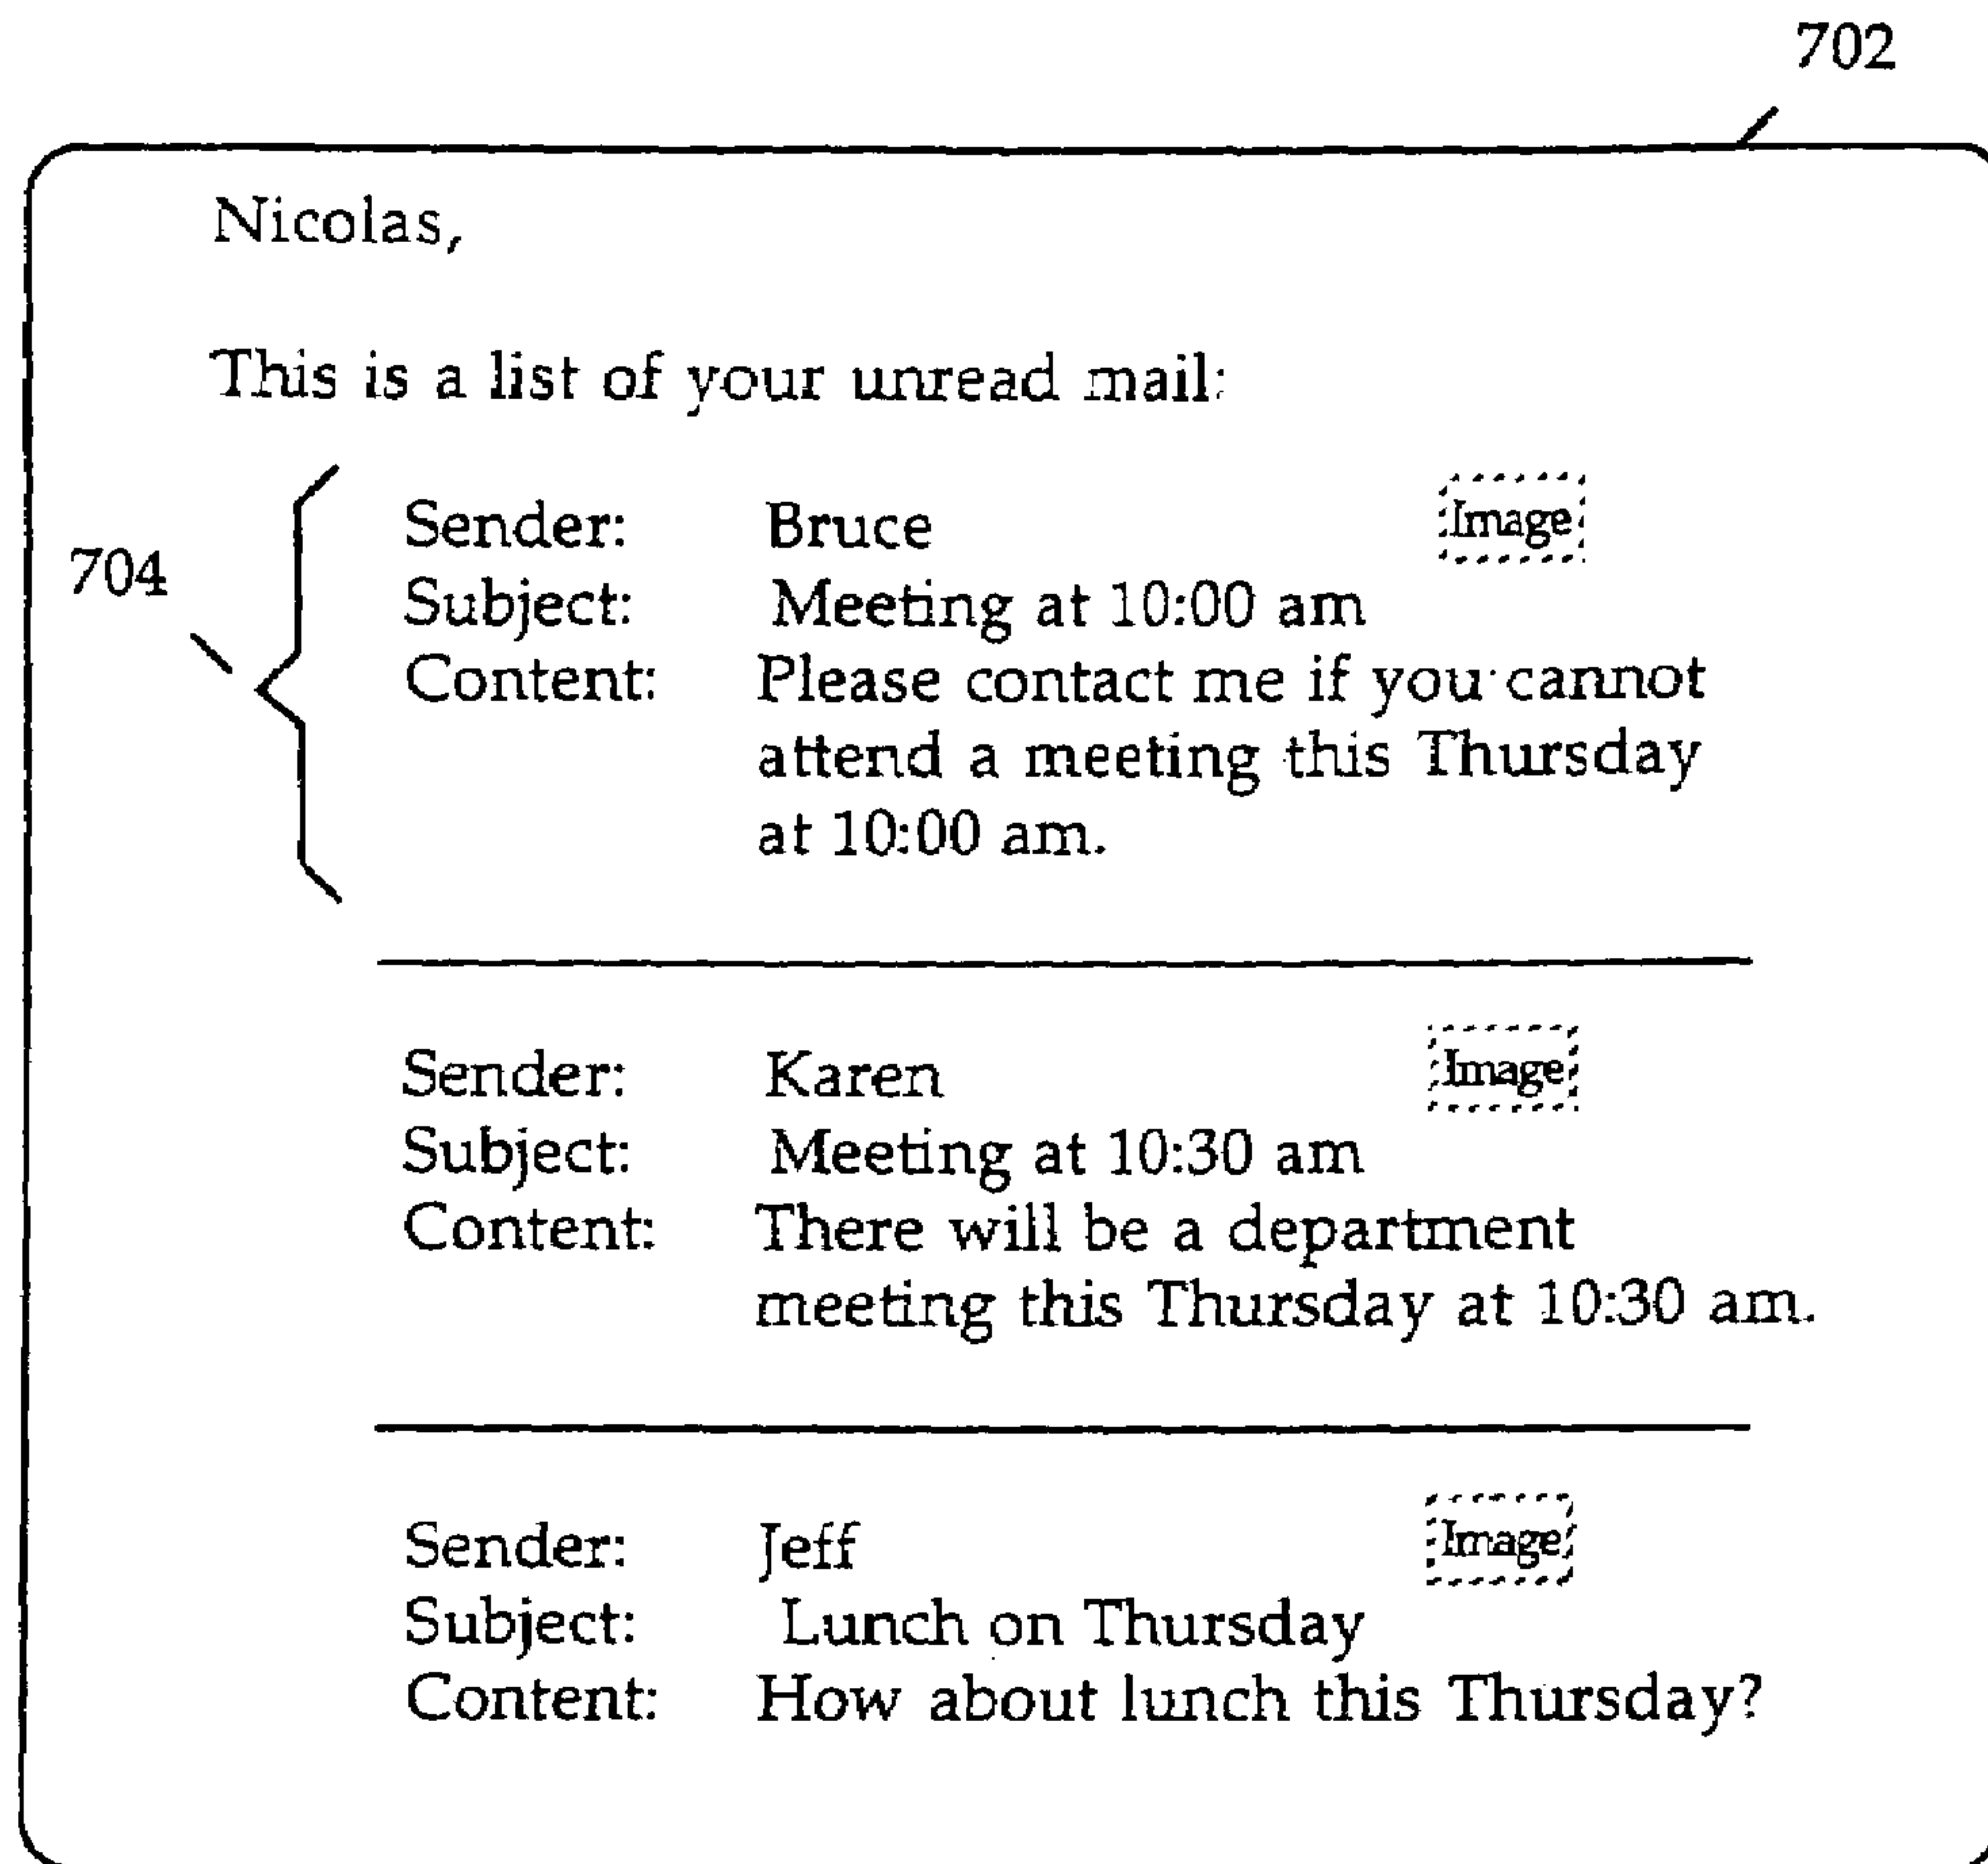 702
Nicolas,
This is a list of your unread mail:
704
Sender: Bruce Image
Subject: Meeting at 10:00 am
Content: Please contact me if you cannot
attend a meeting this Thursday
at 10:00 am.
Sender: Karen Image
Subject: Meeting at 10:30 am
Content: There will be a department
meeting this Thursday at 10:30 am.
Sender: Jeff Image
Subject: Lunch on Thursday
Content: How about lunch this Thursday?